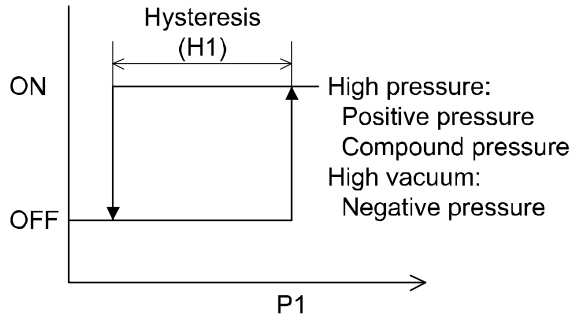 Hysteresis
(H1)
ON
High pressure:
Positive pressure
Compound pressure
High vacuum:
Negative pressure
OFF
P1